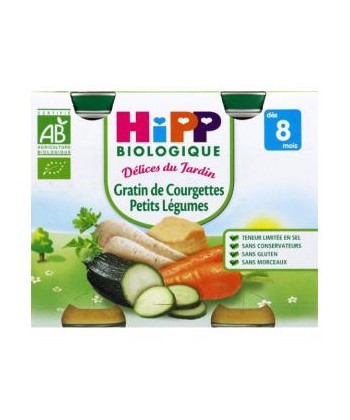 CERTIFIÉ
AB
AGRICULTURE
BIOLOGIQUE
HiPP
BIOLOGIQUE
Délices du Jardin
Gratin de Courgettes
Petits Légumes
dès
8
mois
TENEUR LIMITÉE EN SEL
SANS CONSERVATEURS
SANS GLUTEN
SANS MORCEAUX